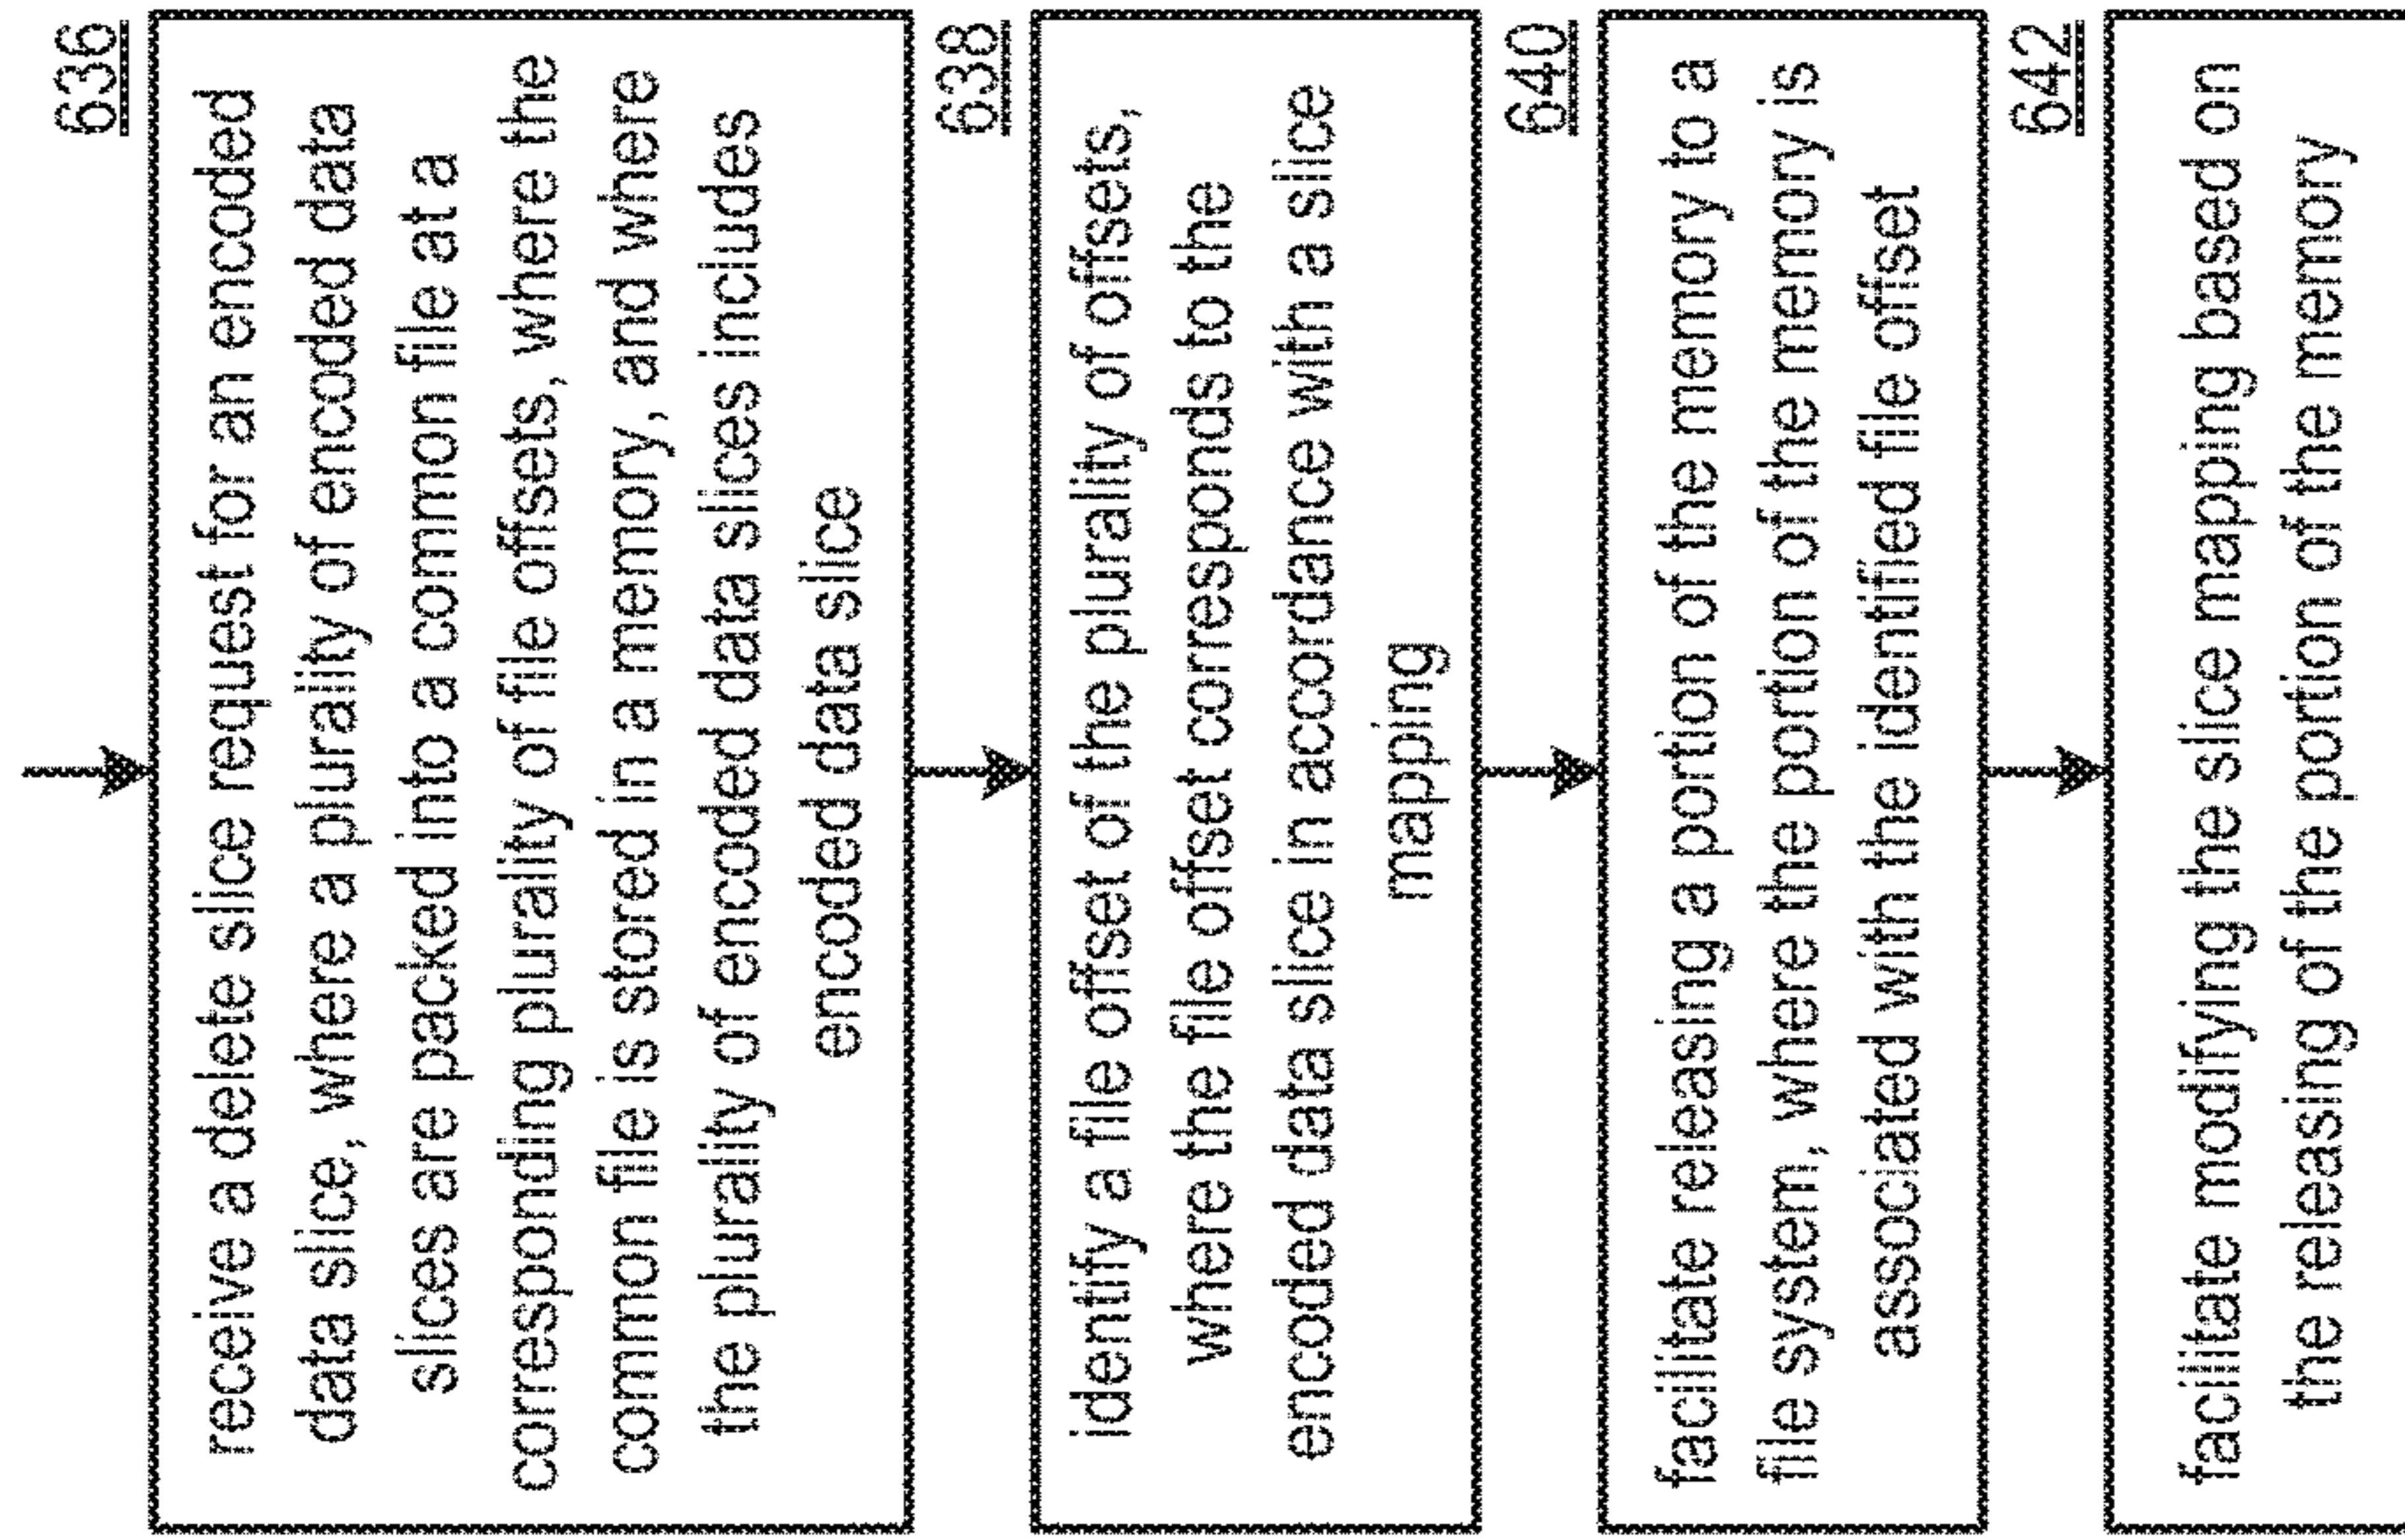 636
receive a delete slice request for an encoded
data slice, where a plurality of encoded data
slices are packed into a common file at a
corresponding plurality of file offsets, where the
common file is stored in a memory, and where
the plurality of encoded data slices includes
encoded data slice
638
identify a file offset of the plurality of offsets,
where the file offset corresponds to the
encoded data slice in accordance with a slice
mapping
640
facilitate releasing a portion of the memory to a
file system, where the portion of the memory is
associated with the identified file offset
642
facilitate modifying the slice mapping based on
the releasing of the portion of the memory